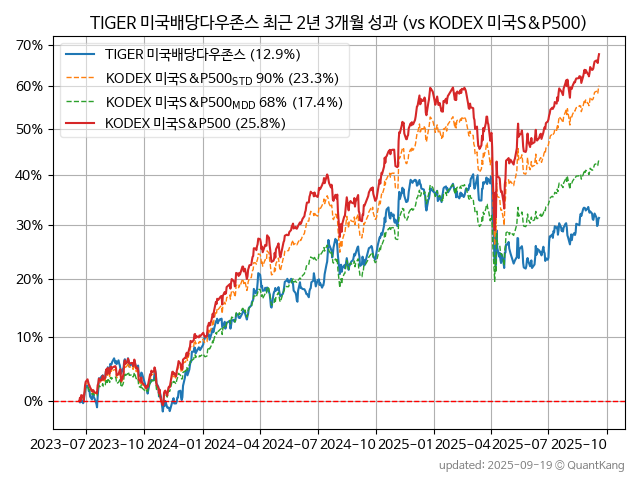 TIGER 미국배당다우존스 최근 2년 3개월 성과 (vs KODEX 미국S&P500)
70%
60%
50%
40%
30%
20%
10%
0%
TIGER 미국배당다우존스 (12.9%)
KODEX 미국S&P500STD 90% (23.3%)
KODEX 미국S&P500MDD 68% (17.4%)
KODEX 미국S&P500 (25.8%)
2023-07 2023-10 2024-01 2024-04 2024-07 2024-10 2025-01 2025-04 2025-07 2025-10
updated: 2025-09-19 © QuantKang